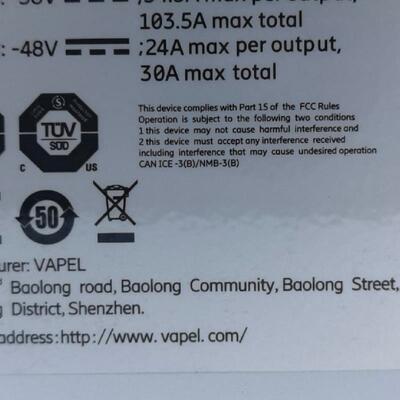 103.5A max total
-48V ;24A max per output,
30A max total
This device complies with Part 15 of the FCC Rules
Operation is subject to the following two conditions
1 this device may not cause harmful interference and
2 this device must accept any interference received
including interference that may cause undesired operation
CAN ICE -3(B)/NMB-3(B)
TÜV
SÜD
C US
50
urer: VAPEL
Baolong road, Baolong Community, Baolong Street,
District, Shenzhen.
address:http://www.vapel.com/